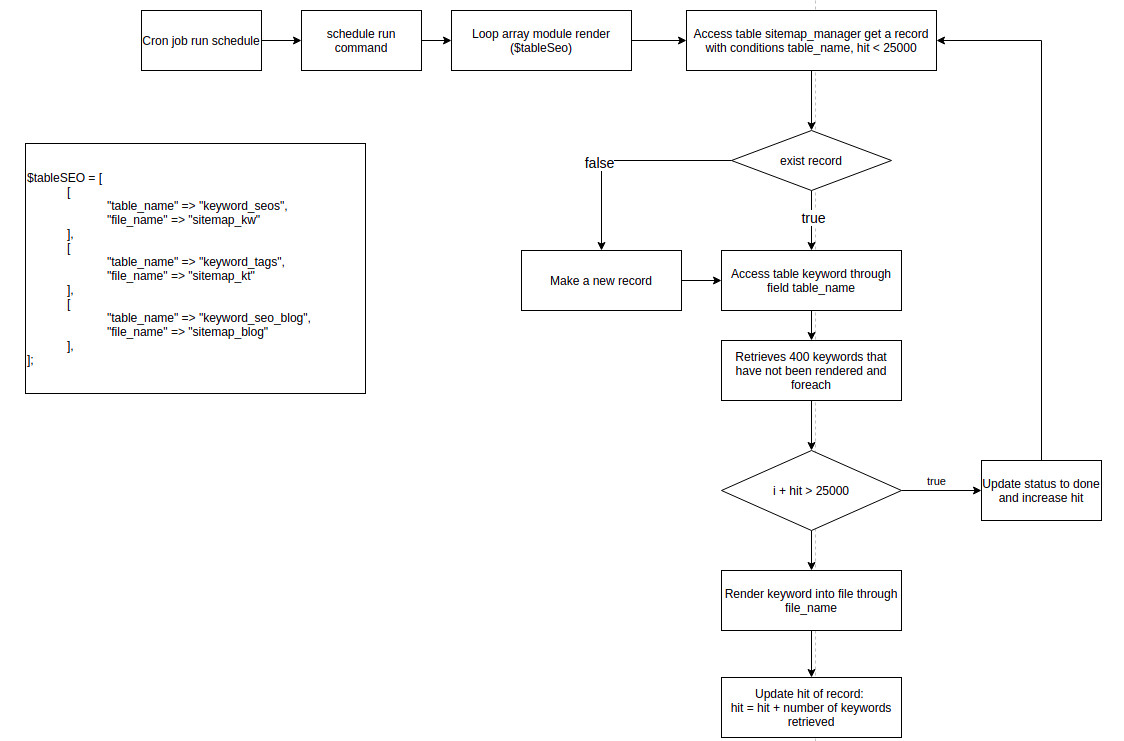 Cron job run schedule
schedule run
command
Loop array module render
($tableSeo)
Access table sitemap_manager get a record
with conditions table_name, hit < 25000
exist record
false
true
Make a new record
Access table keyword through
field table_name
Retrieves 400 keywords that
have not been rendered and
foreach
i + hit > 25000
true
Update status to done
and increase hit
Render keyword into file through
file_name
Update hit of record:
hit = hit + number of keywords
retrieved
$tableSEO = [
[
"table_name" => "keyword_seos",
"file_name" => "sitemap_kw"
],
[
"table_name" => "keyword_tags",
"file_name" => "sitemap_kt"
],
[
"table_name" => "keyword_seo_blog",
"file_name" => "sitemap_blog"
],
];